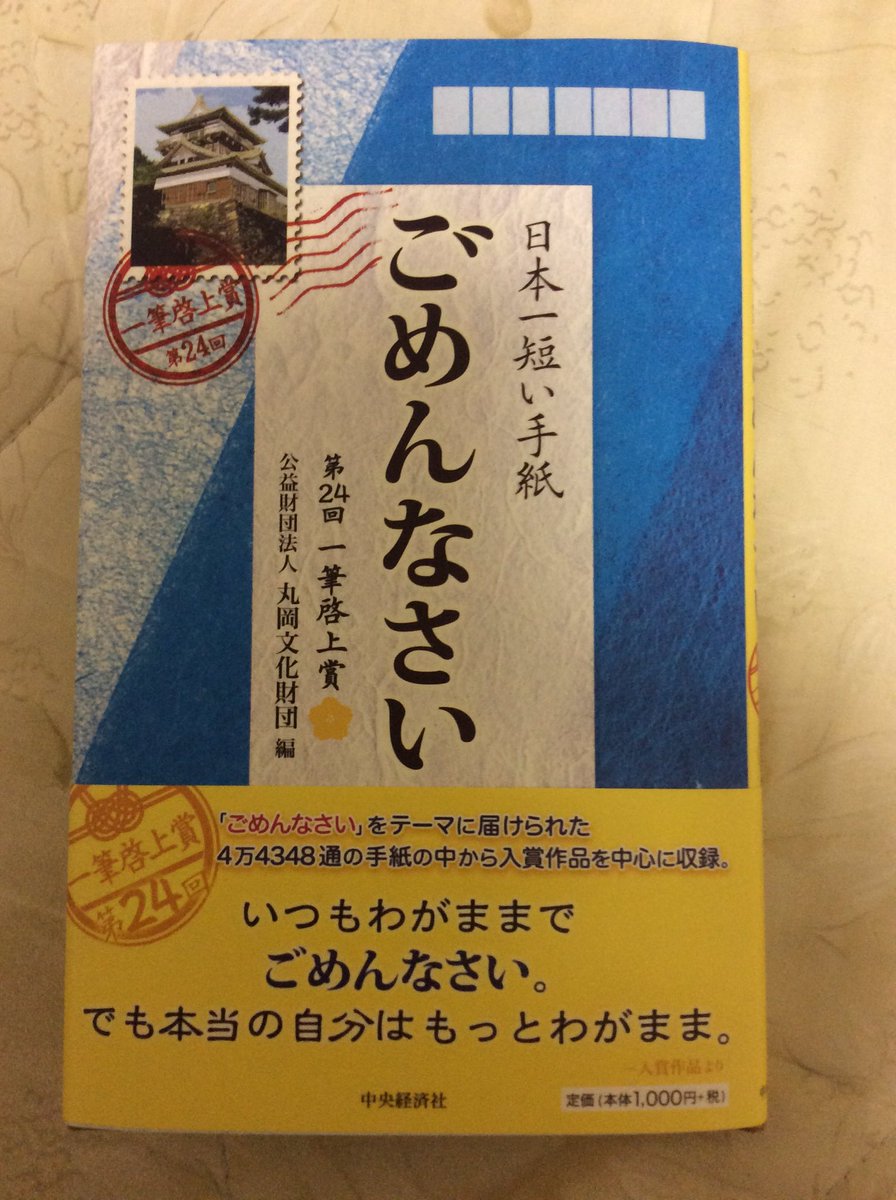 日本一短い手紙
ごめんなさい
第24回 一筆啓上賞
公益財団法人 丸岡文化財団 編
一筆啓上賞
第24回
「ごめんなさい」をテーマに届けられた
4万4348通の手紙の中から入賞作品を中心に収録。
一筆啓上賞
第24回
いつもわがままで
ごめんなさい。
でも本当の自分はもっとわがまま。
―入賞作品より
中央経済社
定価(本体1,000円+税)